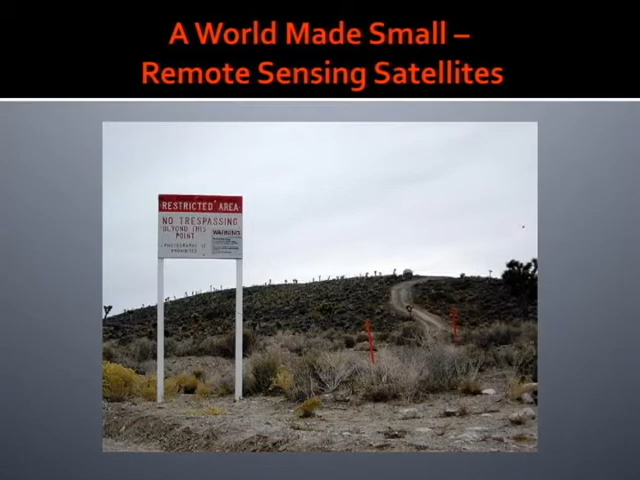 A World Made Small –
Remote Sensing Satellites
RESTRICTED AREA
NO TRESPASSING
BEYOND THIS
POINT
WARNING
PHOTOGRAPHY IS
PROHIBITED